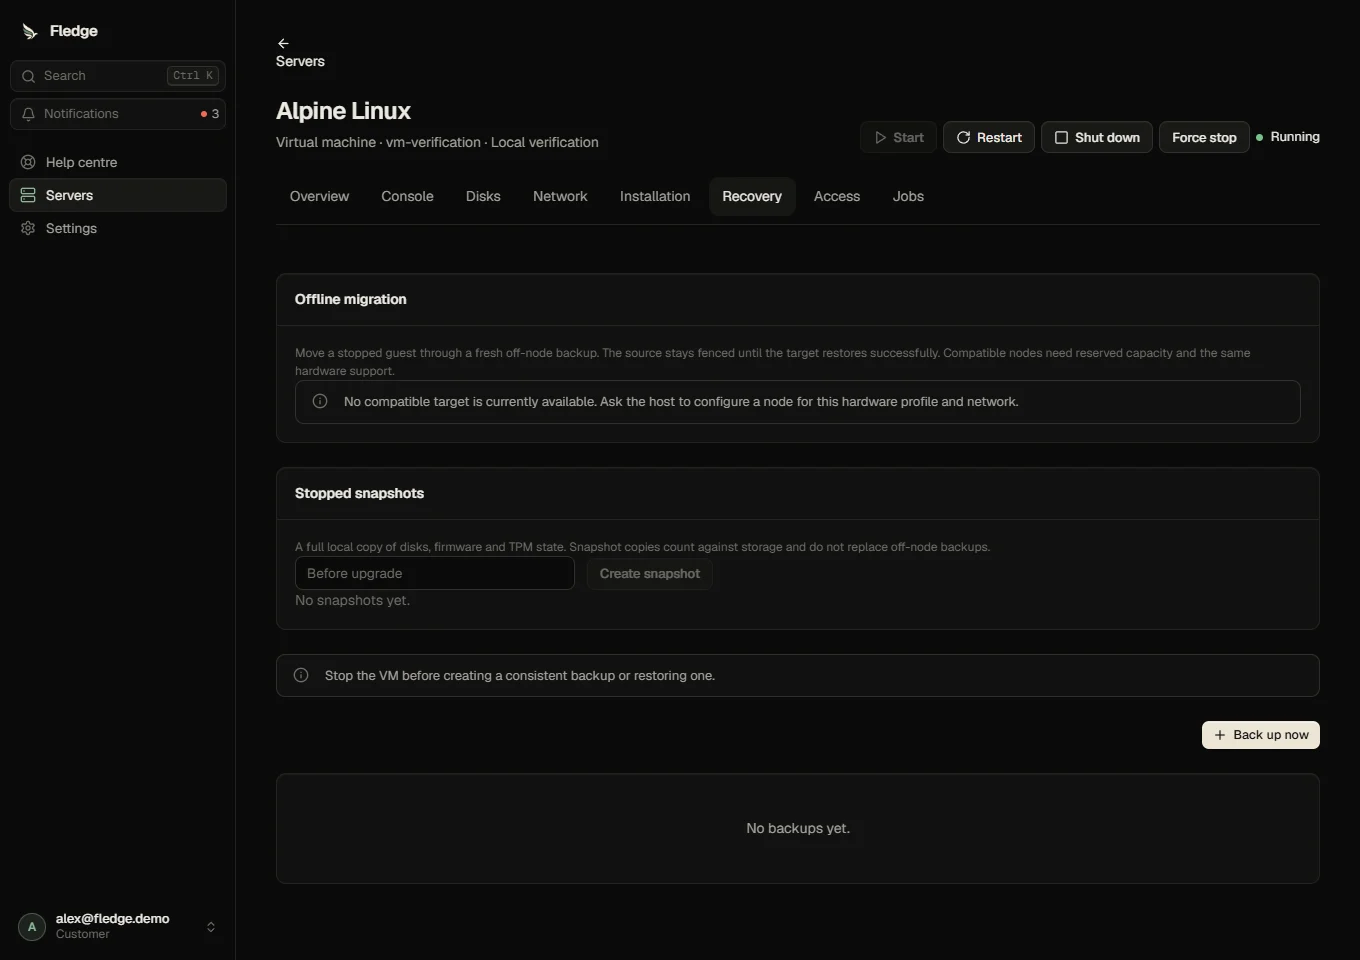 Fledge
Search
Ctrl K
Notifications
3
Help centre
Servers
Settings
Servers
Alpine Linux
Virtual machine · vm-verification · Local verification
Start
Restart
Shut down
Force stop
Running
Overview
Console
Disks
Network
Installation
Recovery
Access
Jobs
Offline migration
Move a stopped guest through a fresh off-node backup. The source stays fenced until the target restores successfully. Compatible nodes need reserved capacity and the same
hardware support.
No compatible target is currently available. Ask the host to configure a node for this hardware profile and network.
Stopped snapshots
A full local copy of disks, firmware and TPM state. Snapshot copies count against storage and do not replace off-node backups.
Before upgrade
Create snapshot
No snapshots yet.
Stop the VM before creating a consistent backup or restoring one.
Back up now
No backups yet.
A
alex@fledge.demo
Customer